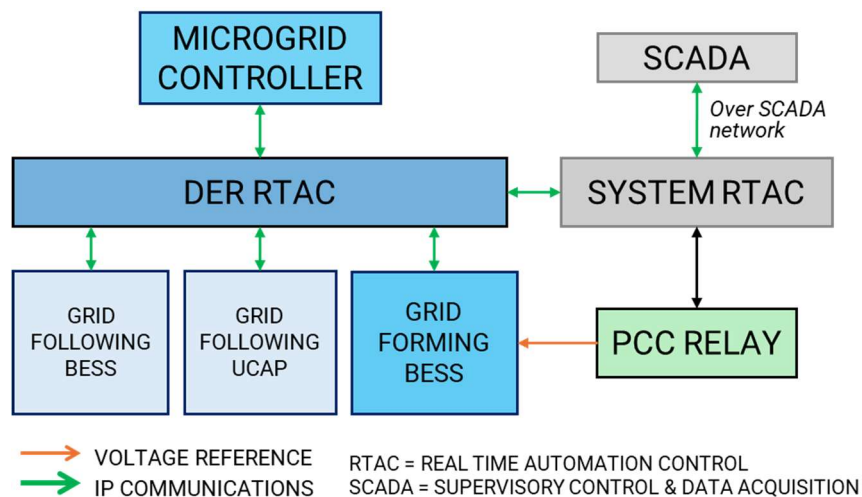 MICROGRID
CONTROLLER
SCADA
Over SCADA
network
DER RTAC
SYSTEM RTAC
GRID
FOLLOWING
BESS
GRID
FOLLOWING
UCAP
GRID
FORMING
BESS
PCC RELAY
VOLTAGE REFERENCE
IP COMMUNICATIONS
RTAC = REAL TIME AUTOMATION CONTROL
SCADA = SUPERVISORY CONTROL & DATA ACQUISITION